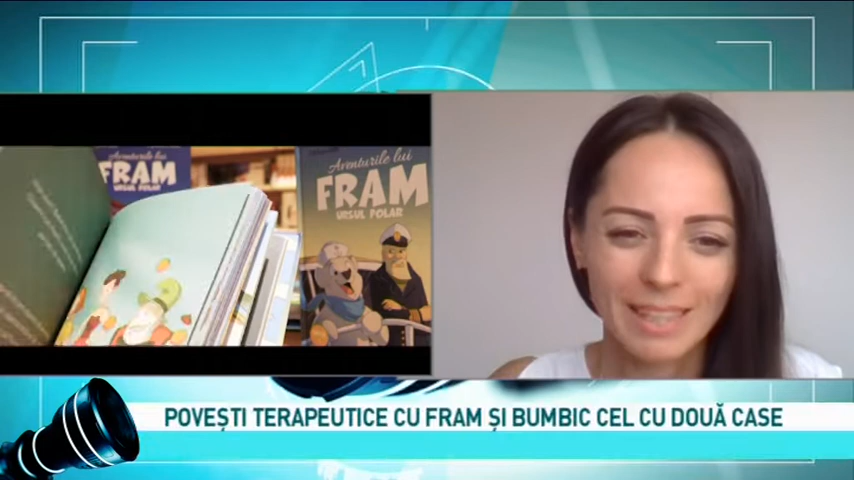 Aventurile lui
FRAM
URSUL POLAR
Aventurile lui
FRAM
URSUL POLAR
POVEȘTI TERAPEUTICE CU FRAM ȘI BUMBIC CEL CU DOUĂ CASE